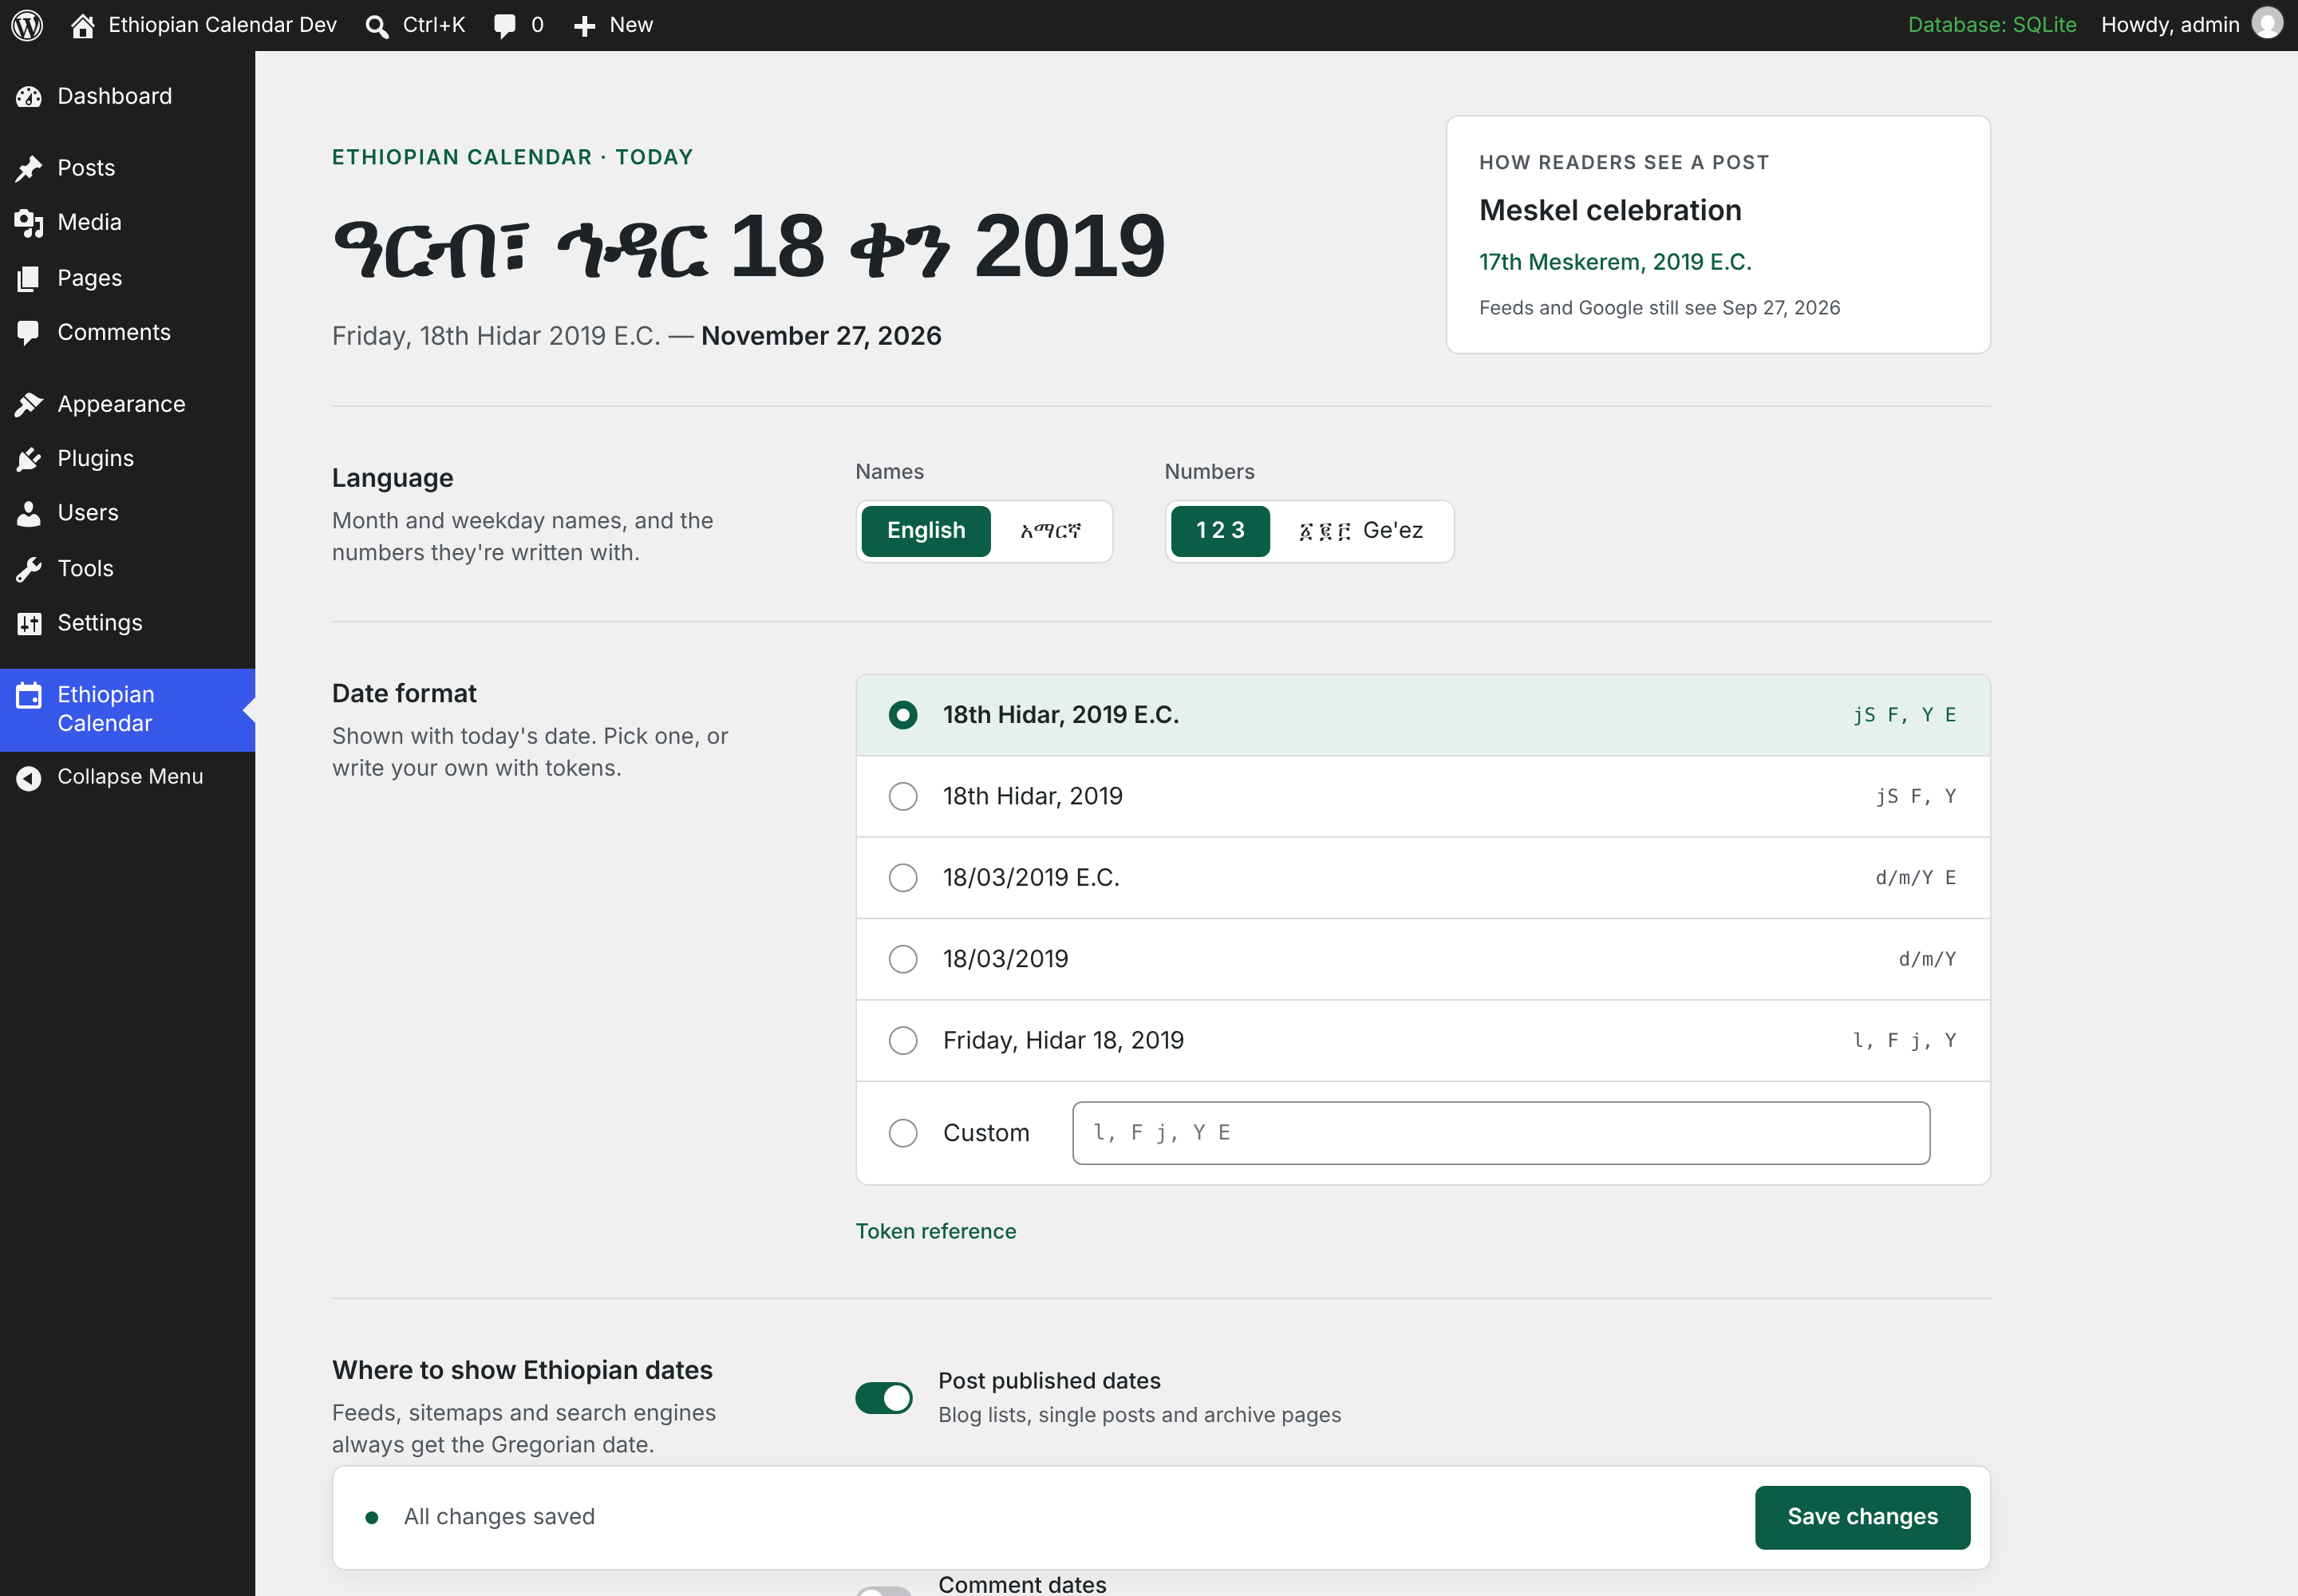 Ethiopian Calendar Dev
Ctrl+K
0
New
Database: SQLite
Howdy, admin
Dashboard
Posts
Media
Pages
Comments
Appearance
Plugins
Users
Tools
Settings
Ethiopian
Calendar
Collapse Menu
ETHIOPIAN CALENDAR · TODAY
ዓርብ፣ ኅዳር 18 ቀን 2019
Friday, 18th Hidar 2019 E.C. — November 27, 2026
HOW READERS SEE A POST
Meskel celebration
17th Meskerem, 2019 E.C.
Feeds and Google still see Sep 27, 2026
Language
Month and weekday names, and the
numbers they're written with.
Names
English
አማርኛ
Numbers
1 2 3
፩ ፪ ፫ Ge'ez
Date format
Shown with today's date. Pick one, or
write your own with tokens.
18th Hidar, 2019 E.C.
jS F, Y E
18th Hidar, 2019
jS F, Y
18/03/2019 E.C.
d/m/Y E
18/03/2019
d/m/Y
Friday, Hidar 18, 2019
l, F j, Y
Custom
l, F j, Y E
Token reference
Where to show Ethiopian dates
Feeds, sitemaps and search engines
always get the Gregorian date.
Post published dates
Blog lists, single posts and archive pages
All changes saved
Save changes
Comment dates